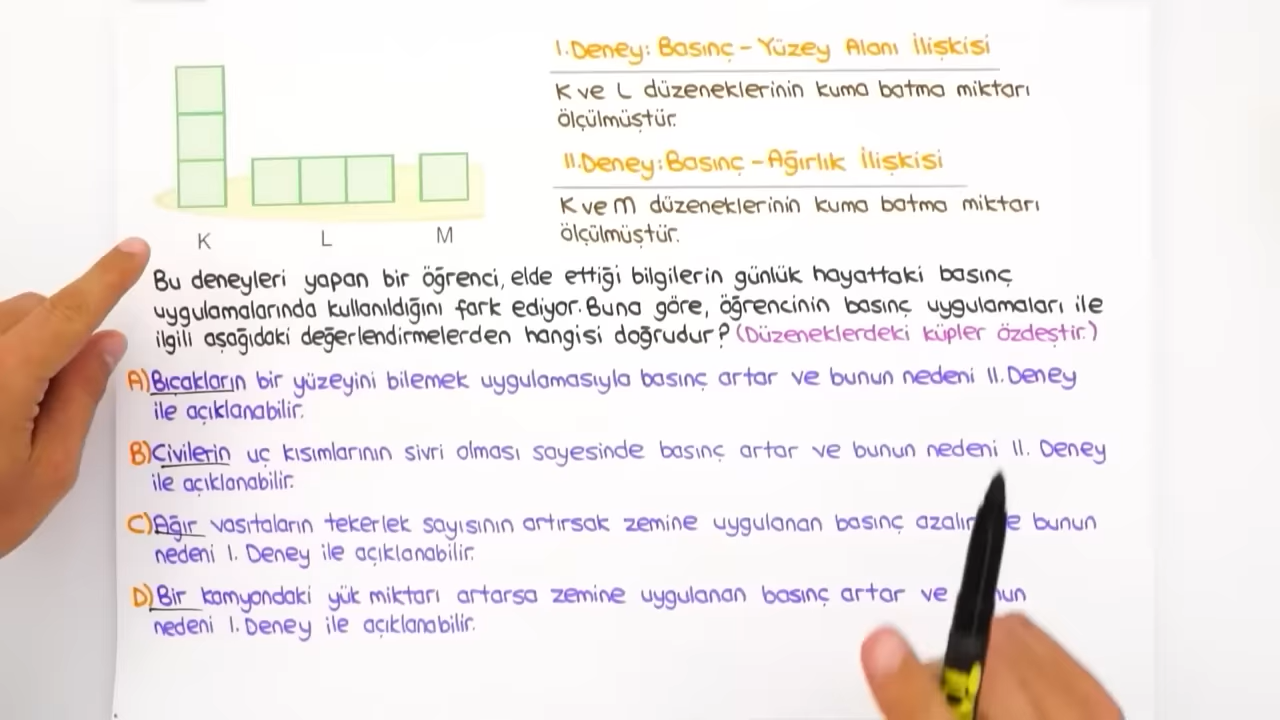 I. Deney: Basınç - Yüzey Alanı İlişkisi
K ve L düzeneklerinin kuma batma miktarı
ölçülmüştür.
II. Deney: Basınç - Ağırlık İlişkisi
K ve M düzeneklerinin kuma batma miktarı
ölçülmüştür.
K L M
Bu deneyleri yapan bir öğrenci, elde ettiği bilgilerin günlük hayattaki basınç
uygulamalarında kullanıldığını fark ediyor. Buna göre, öğrencinin basınç uygulamaları ile
ilgili aşağıdaki değerlendirmelerden hangisi doğrudur? (Düzeneklerdeki küpler özdeştir.)
A) Bıçakların bir yüzeyini bilemek uygulamasıyla basınç artar ve bunun nedeni II. Deney
ile açıklanabilir.
B) Civilerin uç kısımlarının sivri olması sayesinde basınç artar ve bunun nedeni II. Deney
ile açıklanabilir.
C) Ağır vasıtaların tekerlek sayısının artırsak zemine uygulanan basınç bunun
nedeni I. Deney ile açıklanabilir.
D) Bir kamyondaki yük miktarı artarsa zemine uygulanan basınç artar ve
nedeni I. Deney ile açıklanabilir.